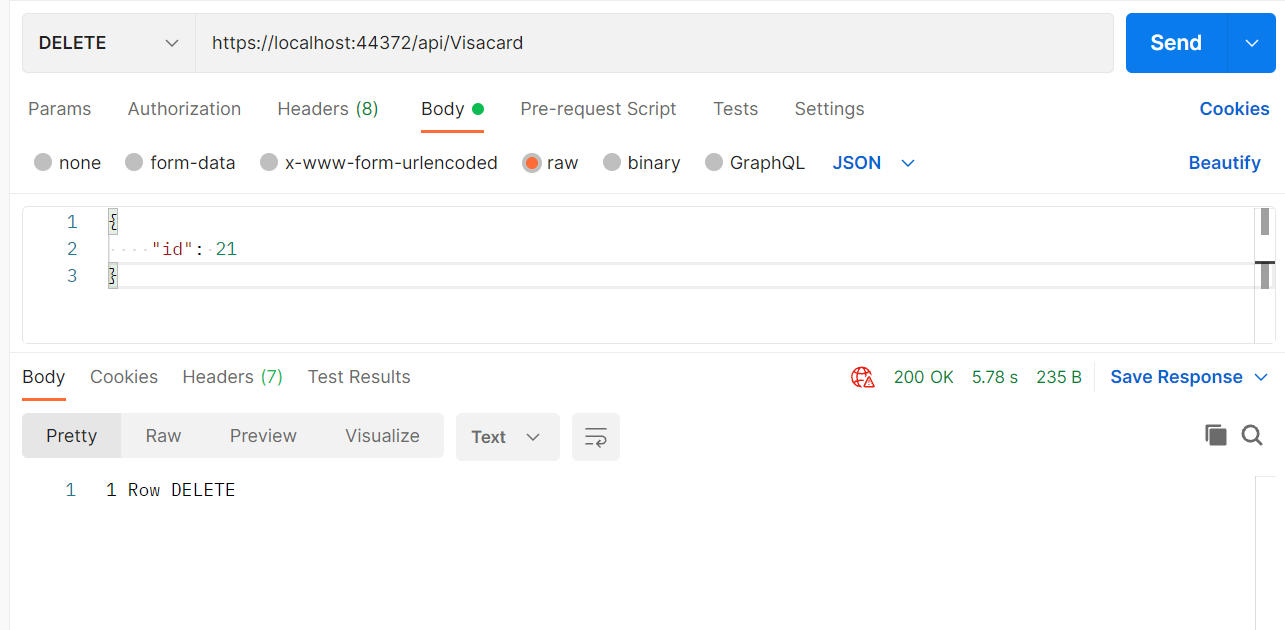 DELETE https://localhost:44372/api/Visacard Send
Params Authorization Headers (8) Body Pre-request Script Tests Settings Cookies
none form-data x-www-form-urlencoded raw binary GraphQL JSON Beautify
1 {
2 "id": 21
3 }
Body Cookies Headers (7) Test Results 200 OK 5.78 s 235 B Save Response
Pretty Raw Preview Visualize Text
1 1 Row DELETE